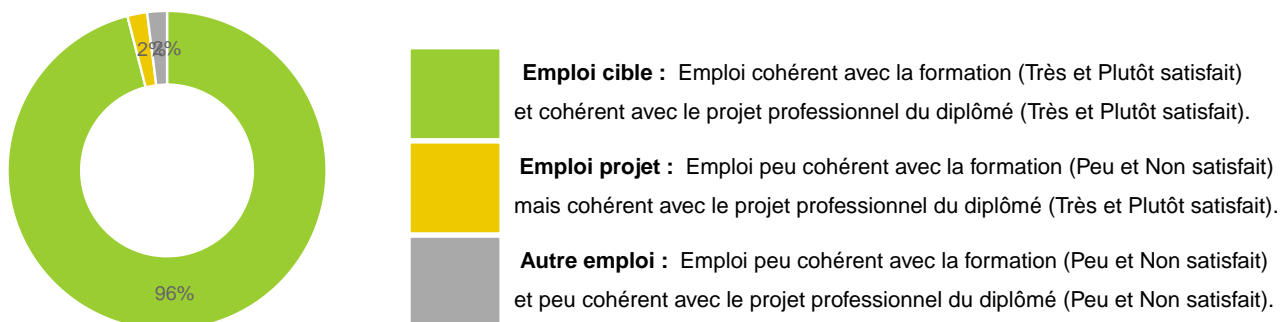 2%
2%
96%
Emploi cible : Emploi cohérent avec la formation (Très et Plutôt satisfait)
et cohérent avec le projet professionnel du diplômé (Très et Plutôt satisfait).
Emploi projet : Emploi peu cohérent avec la formation (Peu et Non satisfait)
mais cohérent avec le projet professionnel du diplômé (Très et Plutôt satisfait).
Autre emploi : Emploi peu cohérent avec la formation (Peu et Non satisfait)
et peu cohérent avec le projet professionnel du diplômé (Peu et Non satisfait).